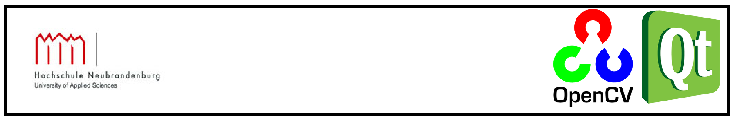 Hochschule Neubrandenburg
University of Applied Sciences
OpenCV
Qt